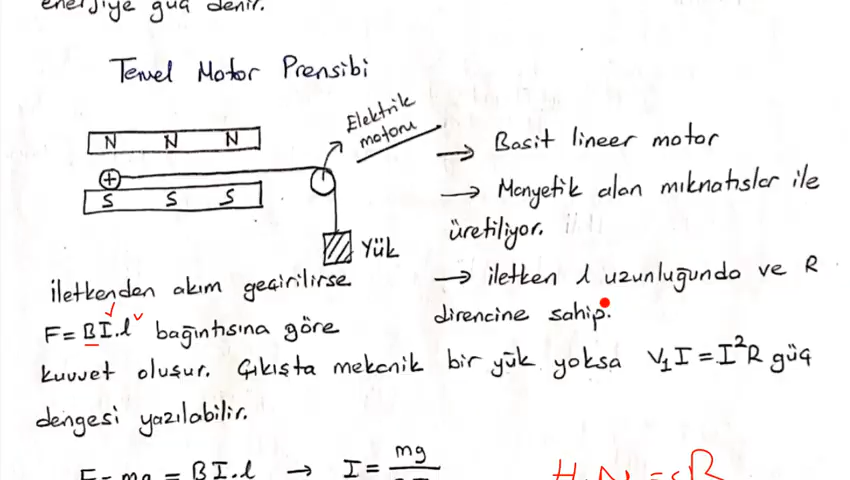 enerjiye güç denir.
Temel Motor Prensibi
N N N
S S S
Elektrik
motoru
Yük
→ Basit lineer motor
→ Manyetik alan mıknatıslar ile
üretiliyor.
→ iletken l uzunluğunda ve R
direncine sahip.
iletkenden akım geçirilirse
F = BI.l bağıntısına göre
kuvvet oluşur. Çıkışta mekanik bir yük yoksa V₁I = I²R güç
dengesi yazılabilir.
F = mg = BI.l → I = mg